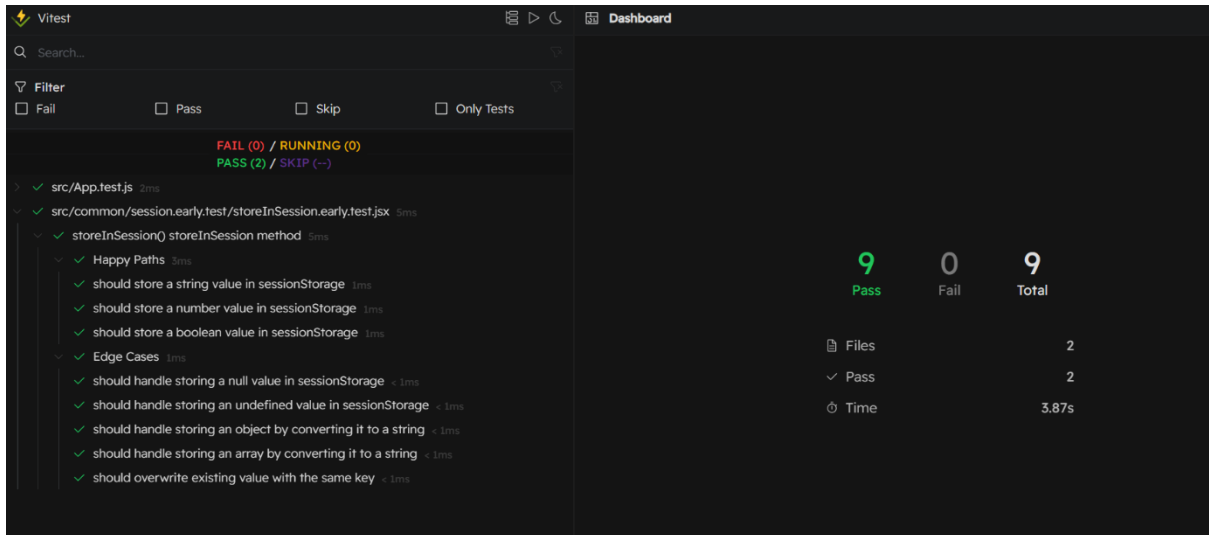 Vitest
Search...
Filter
Fail Pass Skip Only Tests
FAIL (0) / RUNNING (0)
PASS (2) / SKIP (--)
src/App.test.js 2ms
src/common/session.early.test/storeInSession.early.test.jsx 5ms
storeInSession() storeInSession method 5ms
Happy Paths 3ms
should store a string value in sessionStorage 1ms
should store a number value in sessionStorage 1ms
should store a boolean value in sessionStorage 1ms
Edge Cases 1ms
should handle storing a null value in sessionStorage < 1ms
should handle storing an undefined value in sessionStorage < 1ms
should handle storing an object by converting it to a string < 1ms
should handle storing an array by converting it to a string < 1ms
should overwrite existing value with the same key < 1ms
Dashboard
9 0 9
Pass Fail Total
Files 2
Pass 2
Time 3.87s